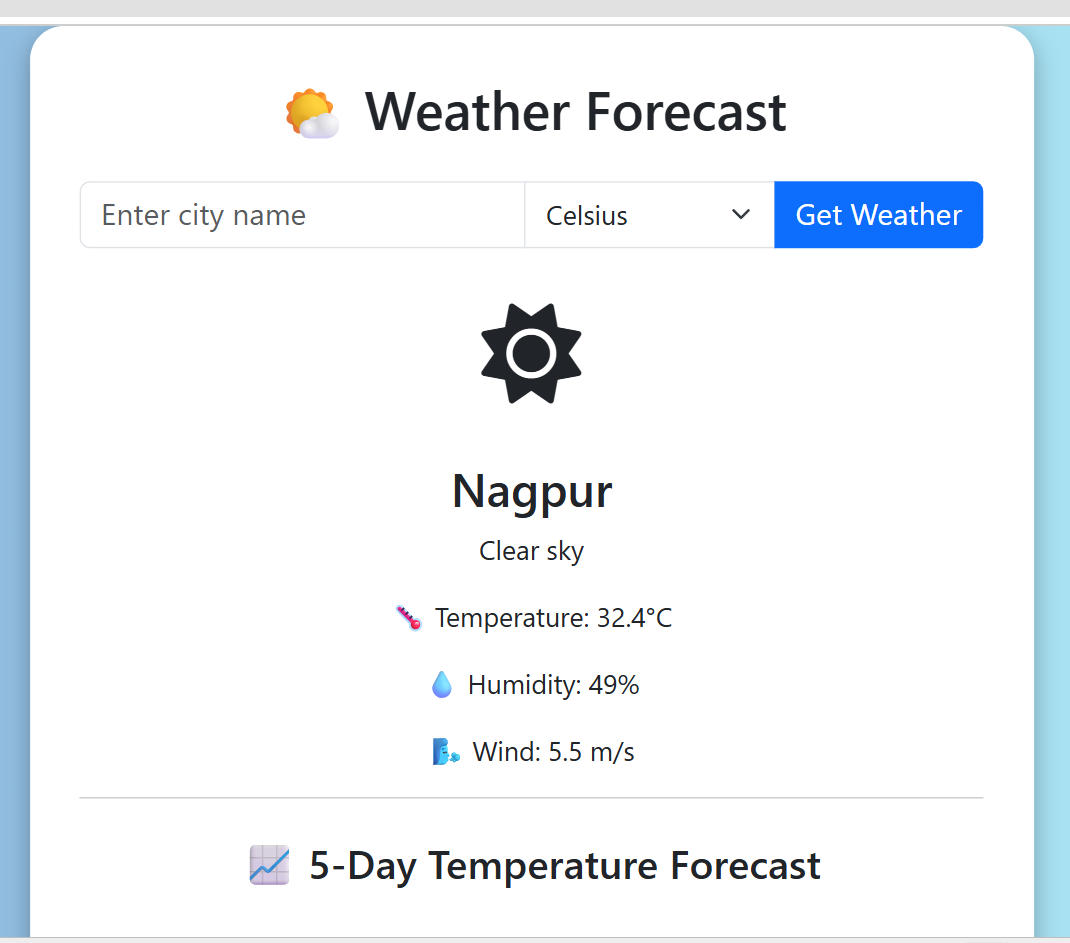 Weather Forecast
Enter city name
Celsius
Get Weather
Nagpur
Clear sky
Temperature: 32.4°C
Humidity: 49%
Wind: 5.5 m/s
5-Day Temperature Forecast